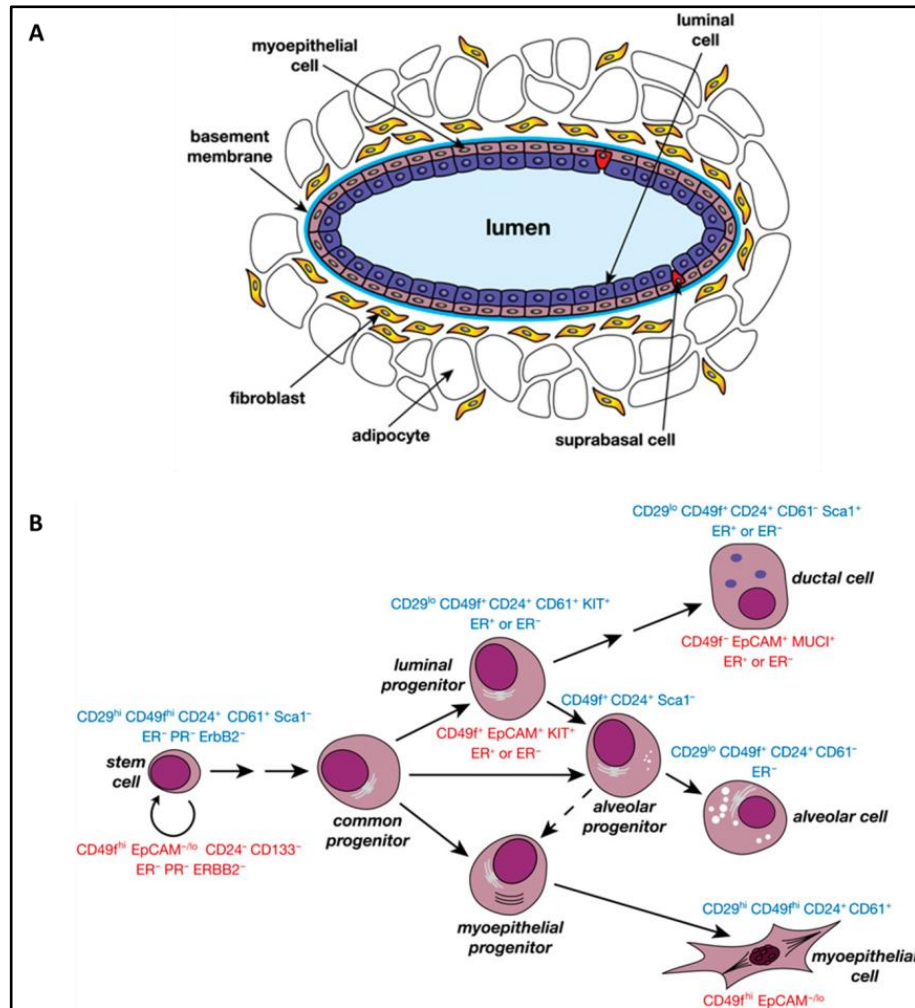 A
myoepithelial
cell
luminal
cell
basement
membrane
lumen
fibroblast
adipocyte
suprabasal cell
B
CD29ˡᵒ CD49f⁺ CD24⁺ CD61⁻ Sca1⁺
ER⁺ or ER⁻
ductal cell
CD49f⁻ EpCAM⁺ MUCI⁺
ER⁺ or ER⁻
CD29ˡᵒ CD49f⁺ CD24⁺ CD61⁺ KIT⁺
ER⁺ or ER⁻
luminal
progenitor
CD49f⁺ EpCAM⁺ KIT⁺
ER⁺ or ER⁻
CD49f⁺ CD24⁺ Sca1⁻
alveolar
progenitor
CD29ʰⁱ CD49fʰⁱ CD24⁺ CD61⁺ Sca1⁻
ER⁻ PR⁻ ErbB2⁻
stem
cell
CD49fʰⁱ EpCAM⁻/ˡᵒ CD24⁻ CD133⁻
ER⁻ PR⁻ ERBB2⁻
common
progenitor
CD29ˡᵒ CD49f⁺ CD24⁺ CD61⁻
ER⁻
alveolar cell
myoepithelial
progenitor
CD29ʰⁱ CD49fʰⁱ CD24⁺ CD61⁺
myoepithelial
cell
CD49fʰⁱ EpCAM⁻/ˡᵒ